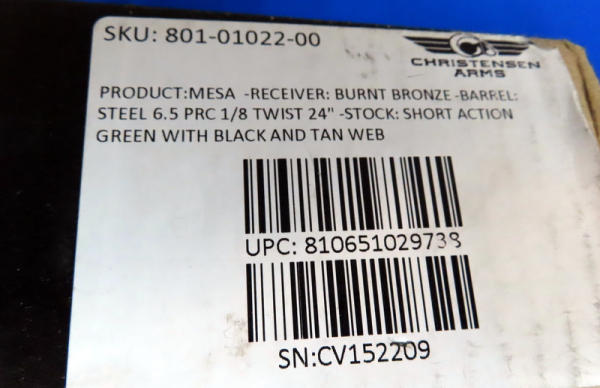 SKU: 801-01022-00
CHRISTENSEN
ARMS
PRODUCT:MESA -RECEIVER: BURNT BRONZE -BARREL:
STEEL 6.5 PRC 1/8 TWIST 24" -STOCK: SHORT ACTION
GREEN WITH BLACK AND TAN WEB
UPC: 810651029738
SN:CV152209